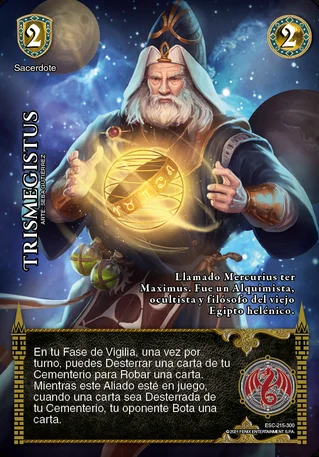 2
2
Sacerdote
TRISMEGISTUS
Llamado Mercurius ter
Maximus. Fue un Alquimista,
ocultista y filósofo del viejo
Egipto helénico.
En tu Fase de Vigilia, una vez por
turno, puedes Desterrar una carta de tu
Cementerio para Robar una carta.
Mientras este Aliado esté en juego,
cuando una carta sea Desterrada de
tu Cementerio, tu oponente Bota una
carta.
ESC-215-300
©2021 FENIX ENTERTAINMENT S.P.A.